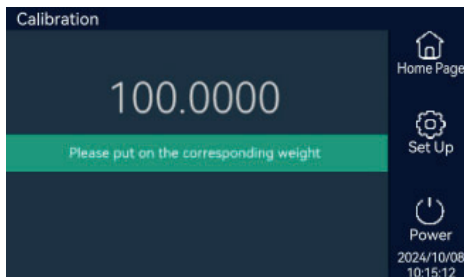 Calibration
100.0000
Please put on the corresponding weight
Home Page
Set Up
Power
2024/10/08
10:15:12